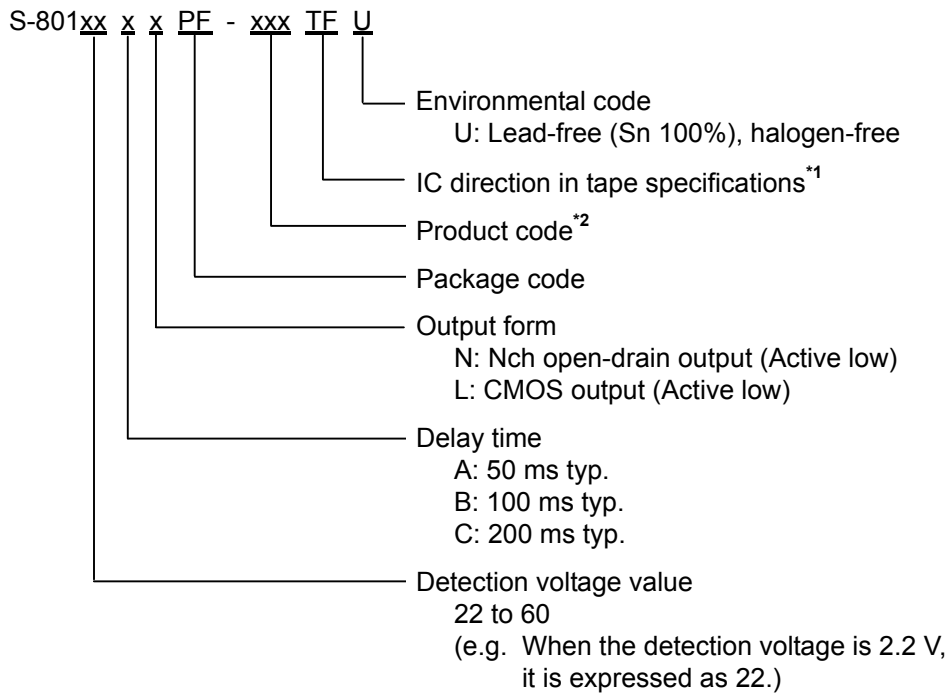 S-801xx x x PF - xxx TF U
Environmental code
U: Lead-free (Sn 100%), halogen-free
IC direction in tape specifications*1
Product code*2
Package code
Output form
N: Nch open-drain output (Active low)
L: CMOS output (Active low)
Delay time
A: 50 ms typ.
B: 100 ms typ.
C: 200 ms typ.
Detection voltage value
22 to 60
(e.g. When the detection voltage is 2.2 V,
it is expressed as 22.)